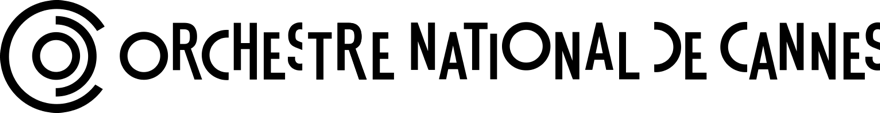 ORCHESTRE NATIONAL DE CANNES